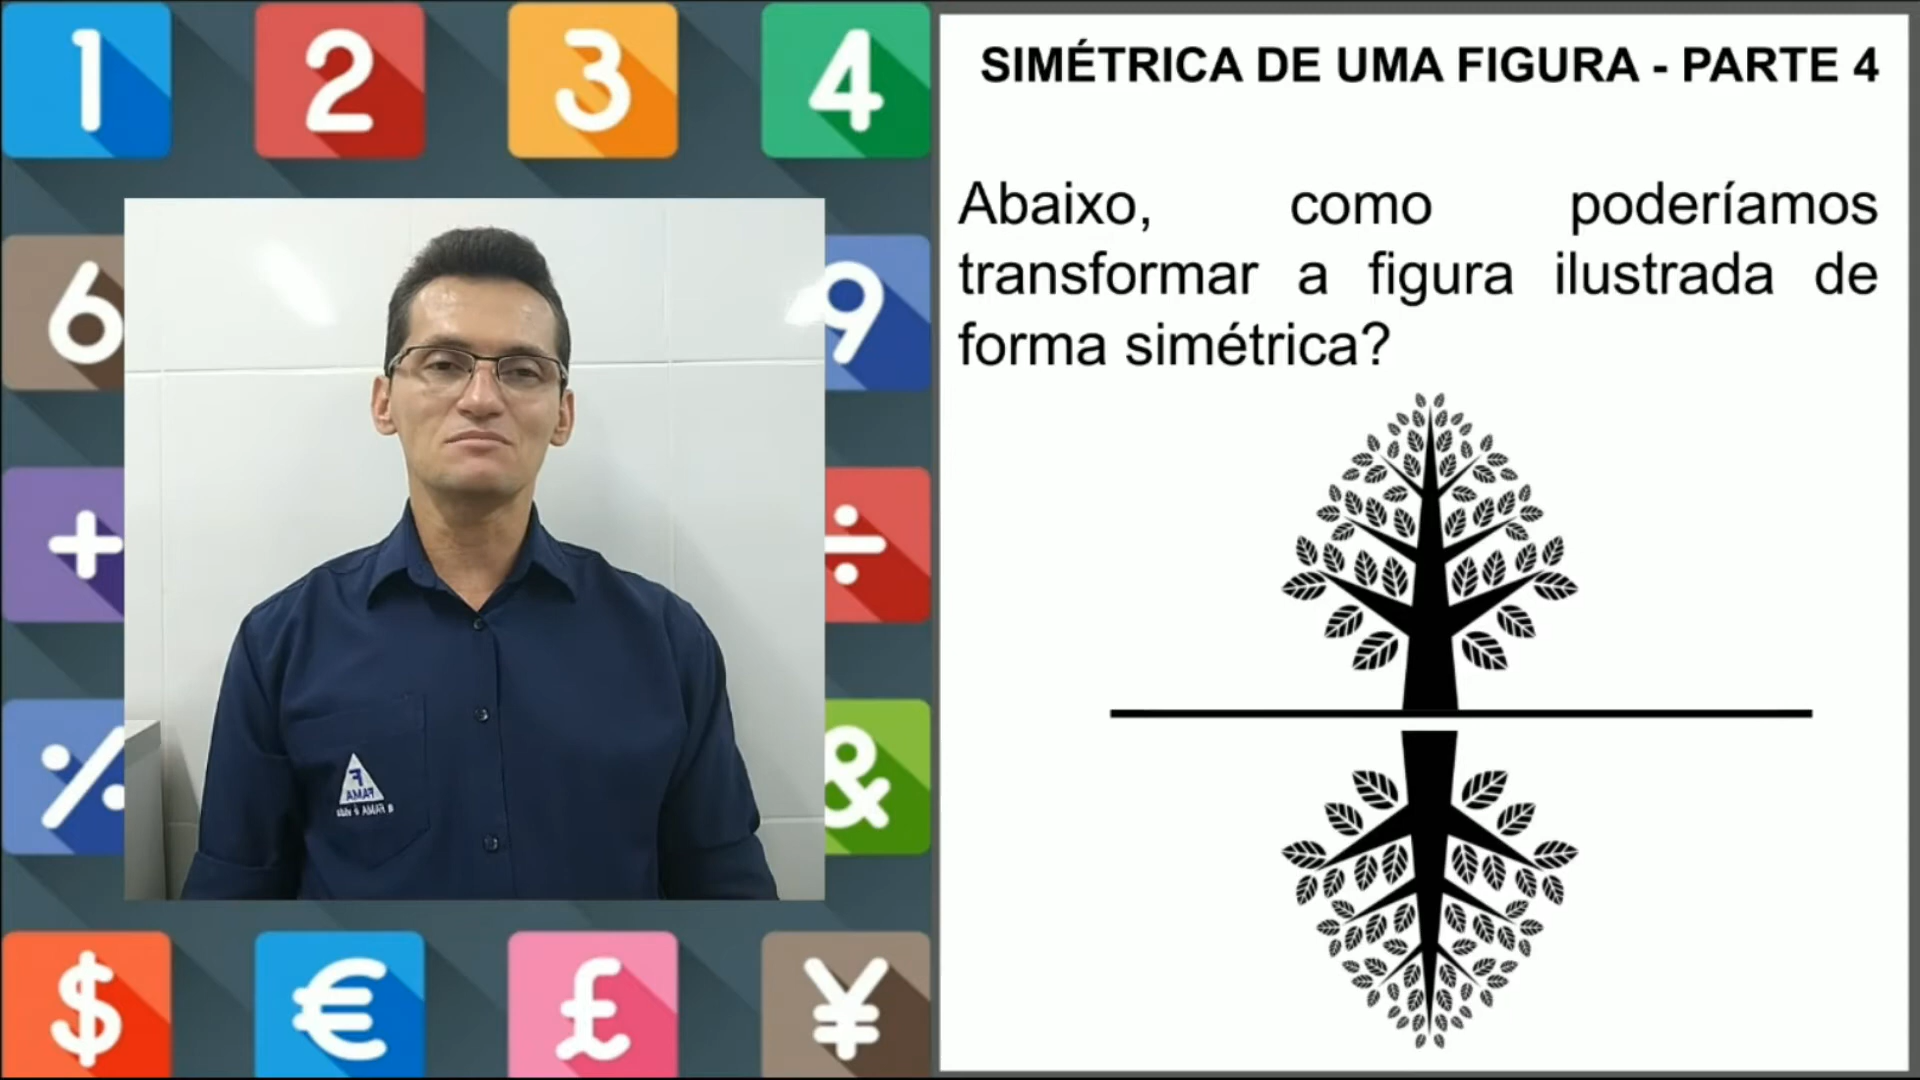 1 2 3 4
SIMÉTRICA DE UMA FIGURA - PARTE 4
Abaixo, como poderíamos
transformar a figura ilustrada de
forma simétrica?
6 9
+ ÷
% &
F
FAMA
$ € £ ¥